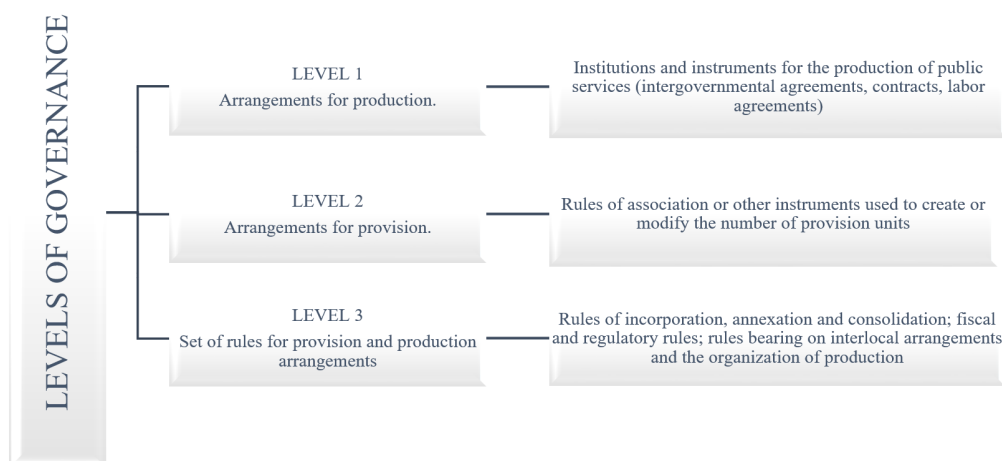 LEVELS OF GOVERNANCE
LEVEL 1
Arrangements for production.
Institutions and instruments for the production of public
services (intergovernmental agreements, contracts, labor
agreements)
LEVEL 2
Arrangements for provision.
Rules of association or other instruments used to create or
modify the number of provision units
LEVEL 3
Set of rules for provision and production
arrangements
Rules of incorporation, annexation and consolidation; fiscal
and regulatory rules; rules bearing on interlocal arrangements
and the organization of production